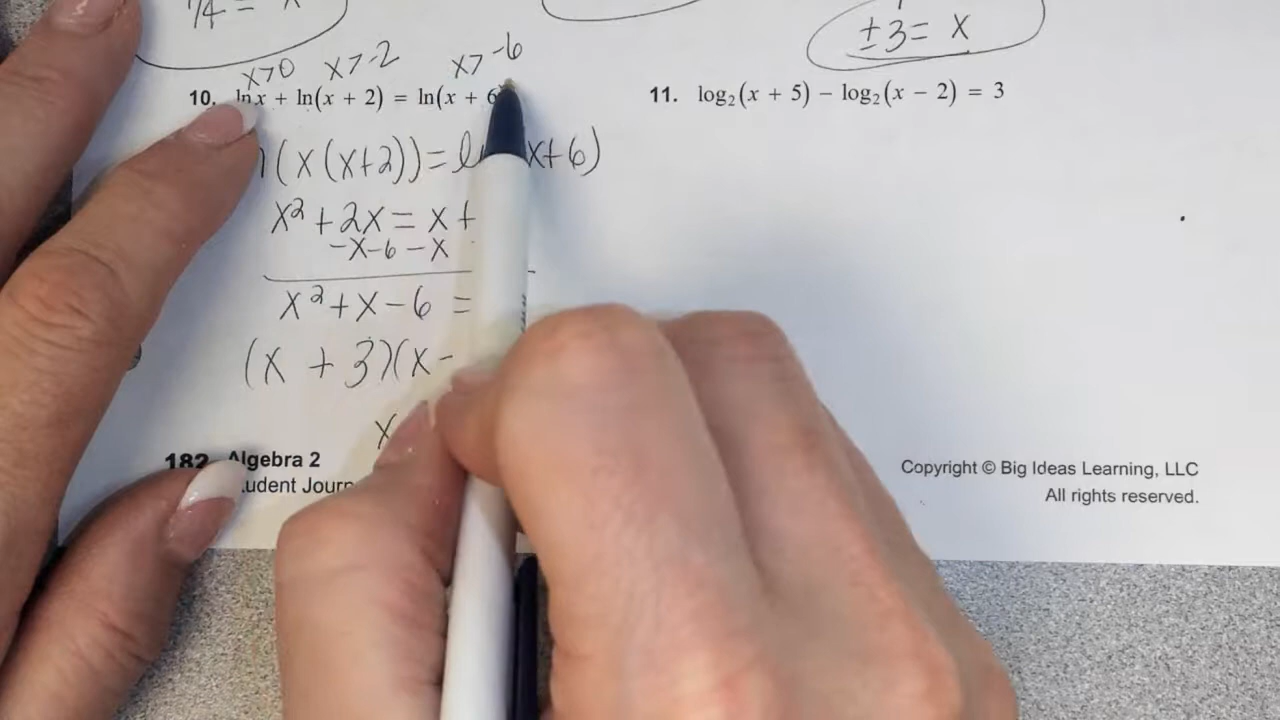 4 = x
±3 = x
x>0 x>-2 x>-6
10. ln x + ln(x + 2) = ln(x + 6
11. log₂(x + 5) − log₂(x − 2) = 3
(x(x+2)) = l x+6)
x² + 2x = x +
-x-6 -x
x² + x - 6 =
(x + 3)(x -
x
182 Algebra 2
udent Journ
Copyright © Big Ideas Learning, LLC
All rights reserved.